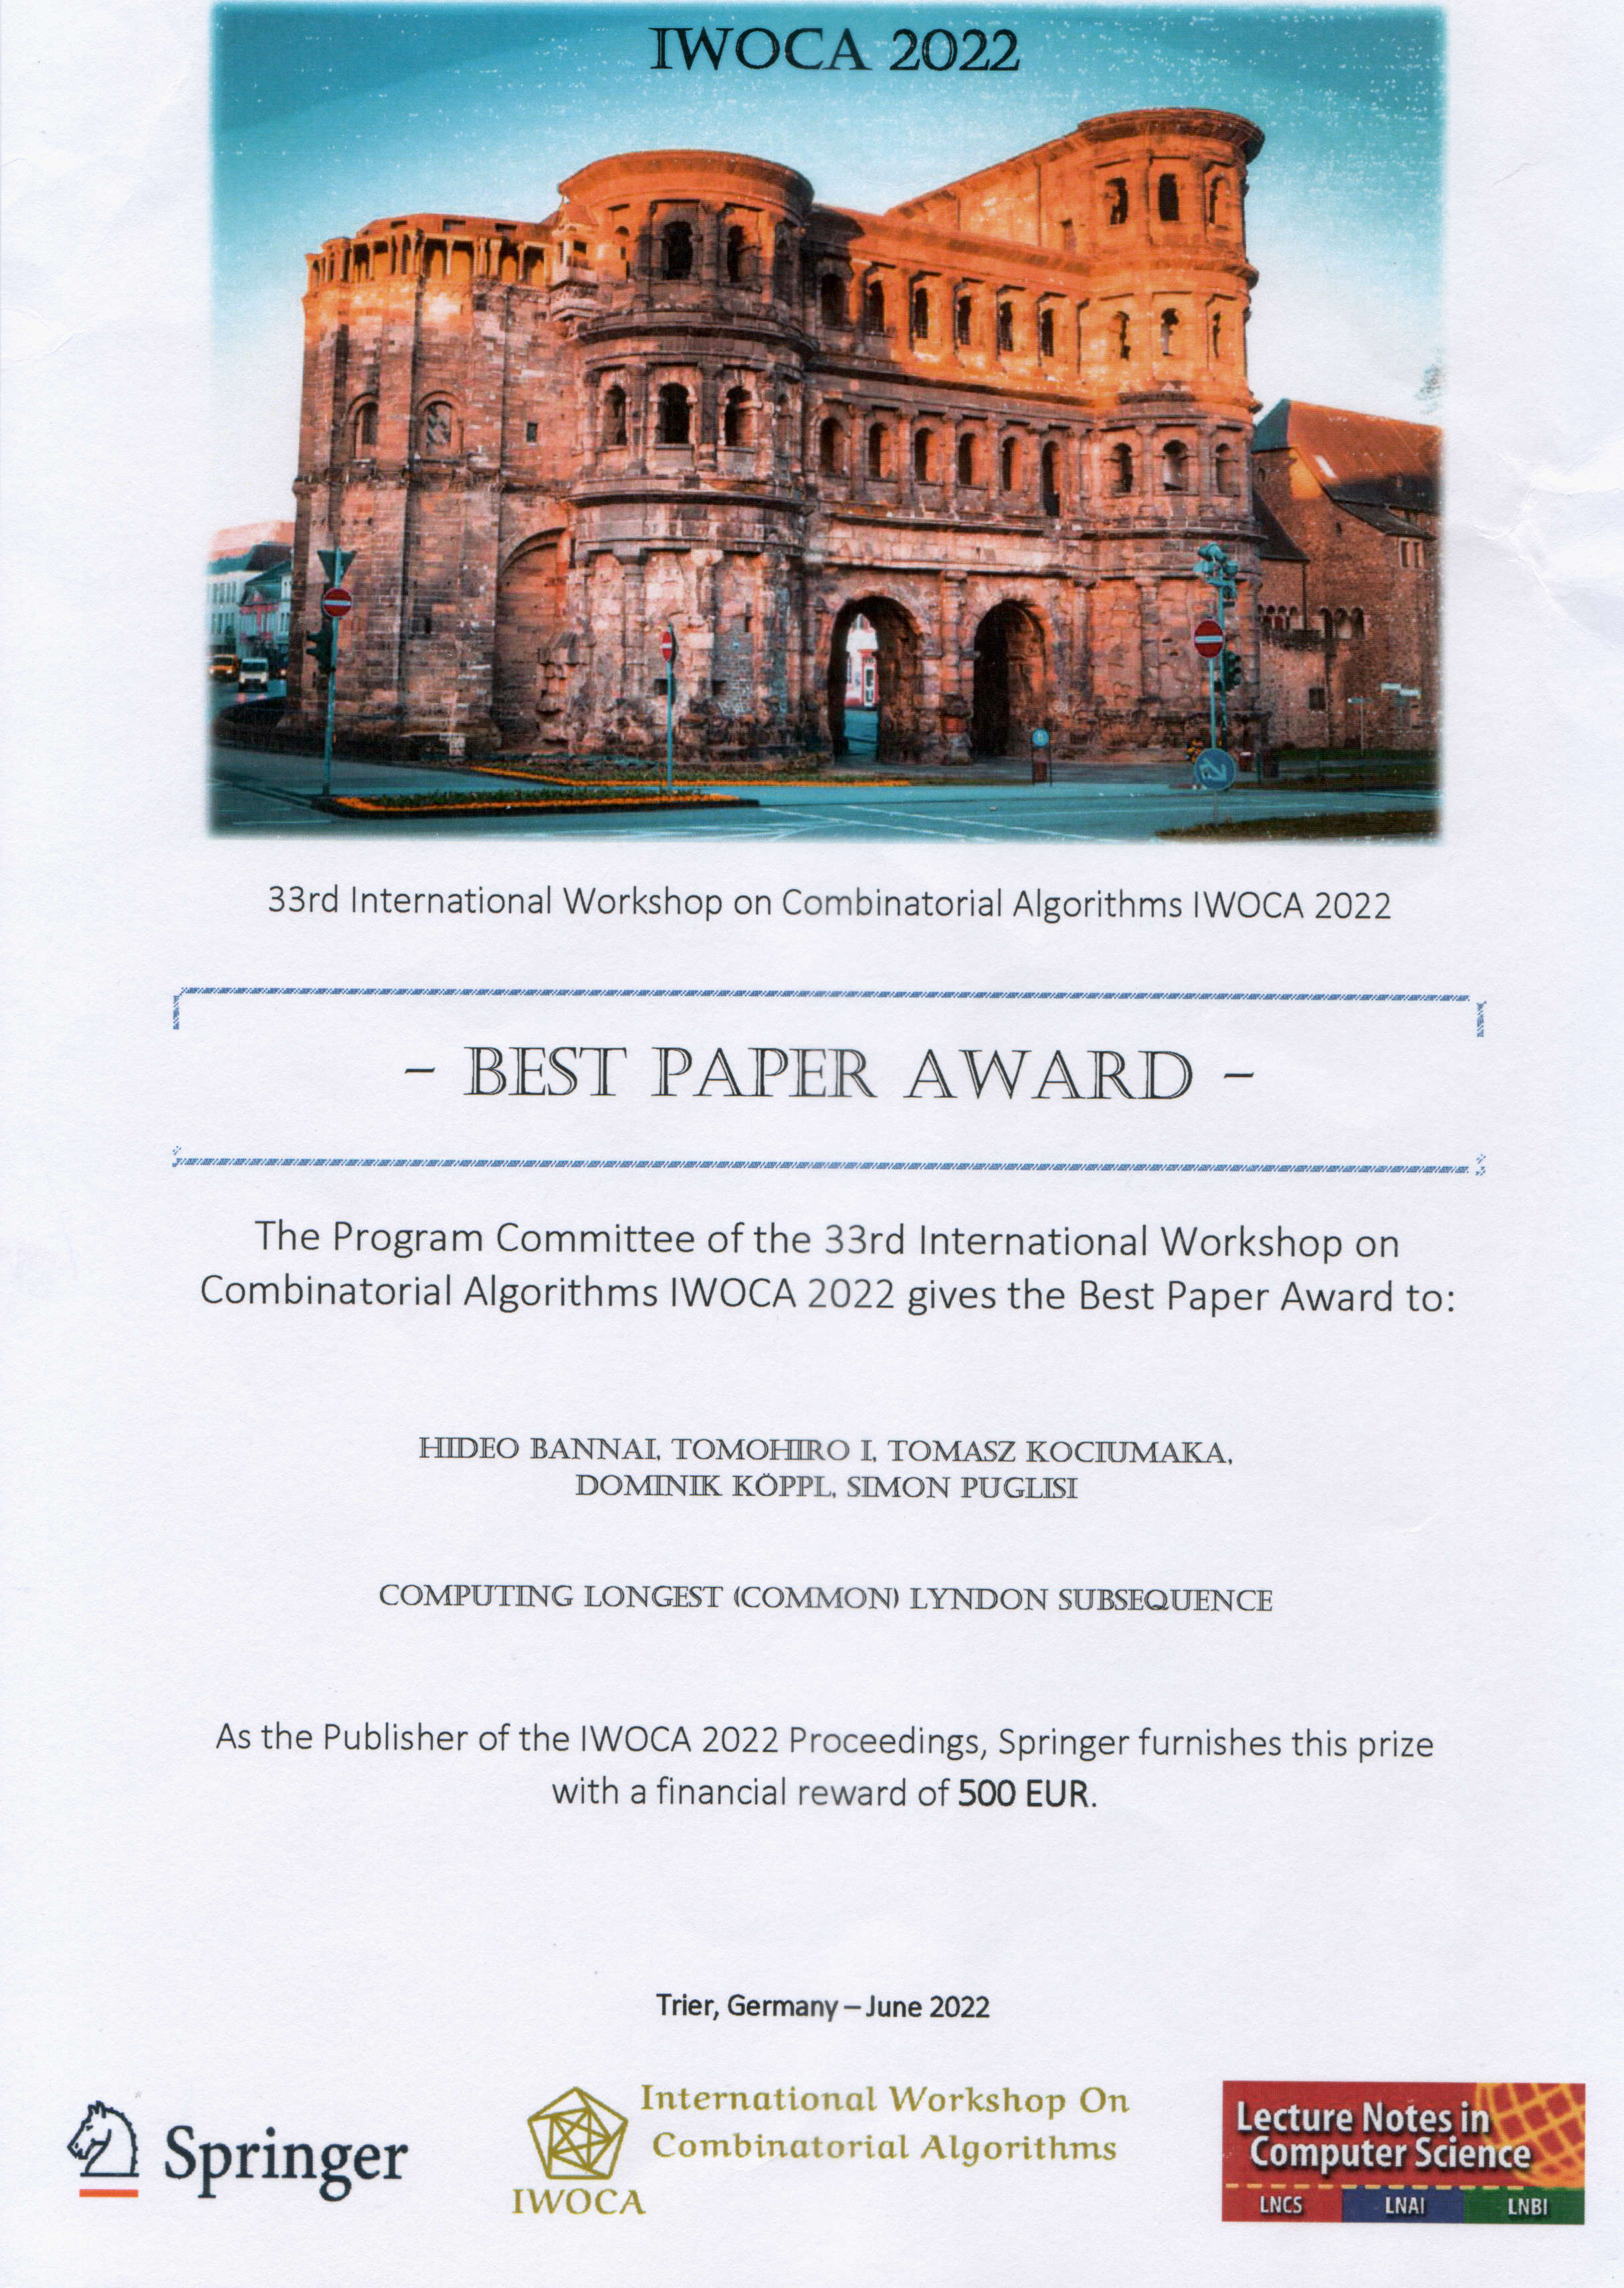 IWOCA 2022
33rd International Workshop on Combinatorial Algorithms IWOCA 2022
- BEST PAPER AWARD -
The Program Committee of the 33rd International Workshop on
Combinatorial Algorithms IWOCA 2022 gives the Best Paper Award to:
HIDEO BANNAI, TOMOHIRO I, TOMASZ KOCIUMAKA,
DOMINIK KÖPPL, SIMON PUGLISI
COMPUTING LONGEST (COMMON) LYNDON SUBSEQUENCE
As the Publisher of the IWOCA 2022 Proceedings, Springer furnishes this prize
with a financial reward of 500 EUR.
Trier, Germany – June 2022
Springer
International Workshop On
Combinatorial Algorithms
IWOCA
Lecture Notes in
Computer Science
LNCS LNAI LNBI